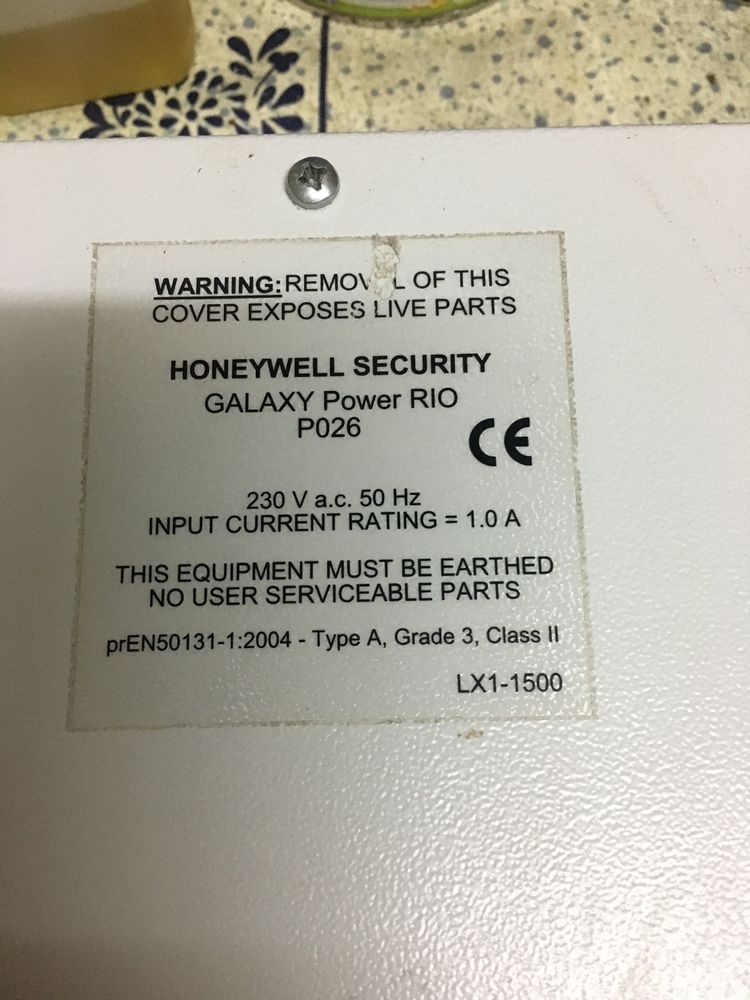 WARNING: REMOVAL OF THIS
COVER EXPOSES LIVE PARTS
HONEYWELL SECURITY
GALAXY Power RIO
P026
CE
230 V a.c. 50 Hz
INPUT CURRENT RATING = 1.0 A
THIS EQUIPMENT MUST BE EARTHED
NO USER SERVICEABLE PARTS
prEN50131-1:2004 - Type A, Grade 3, Class II
LX1-1500